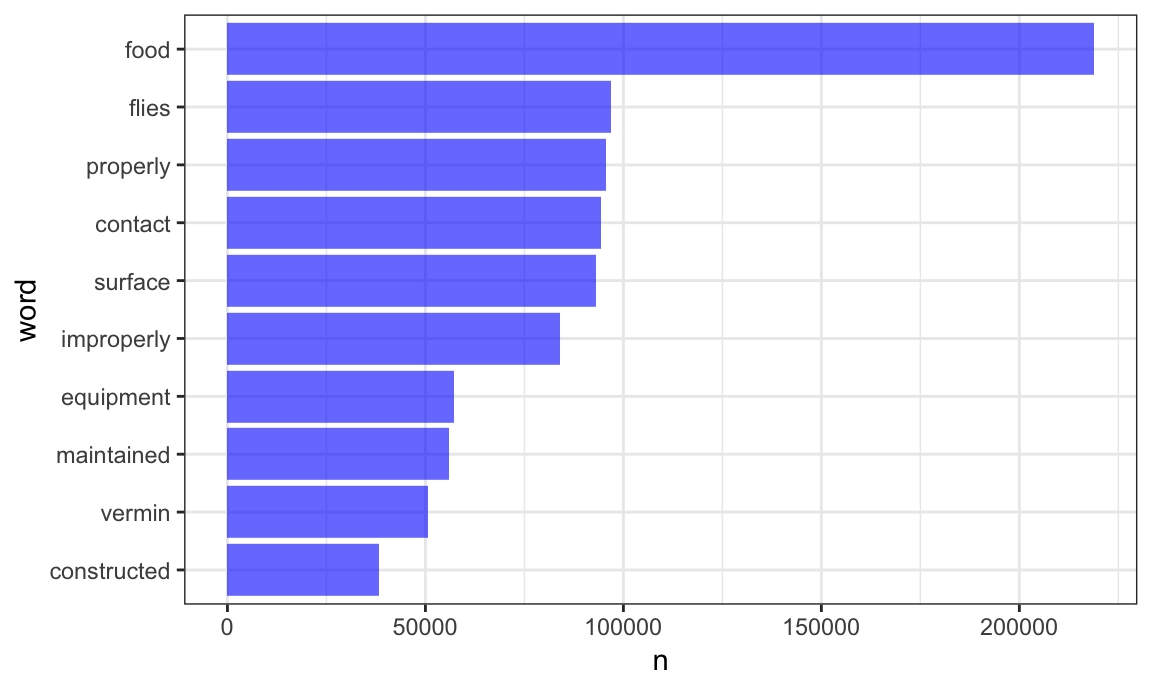 food
flies
properly
contact
surface
improperly
equipment
maintained
vermin
constructed
word
0 50000 100000 150000 200000
n